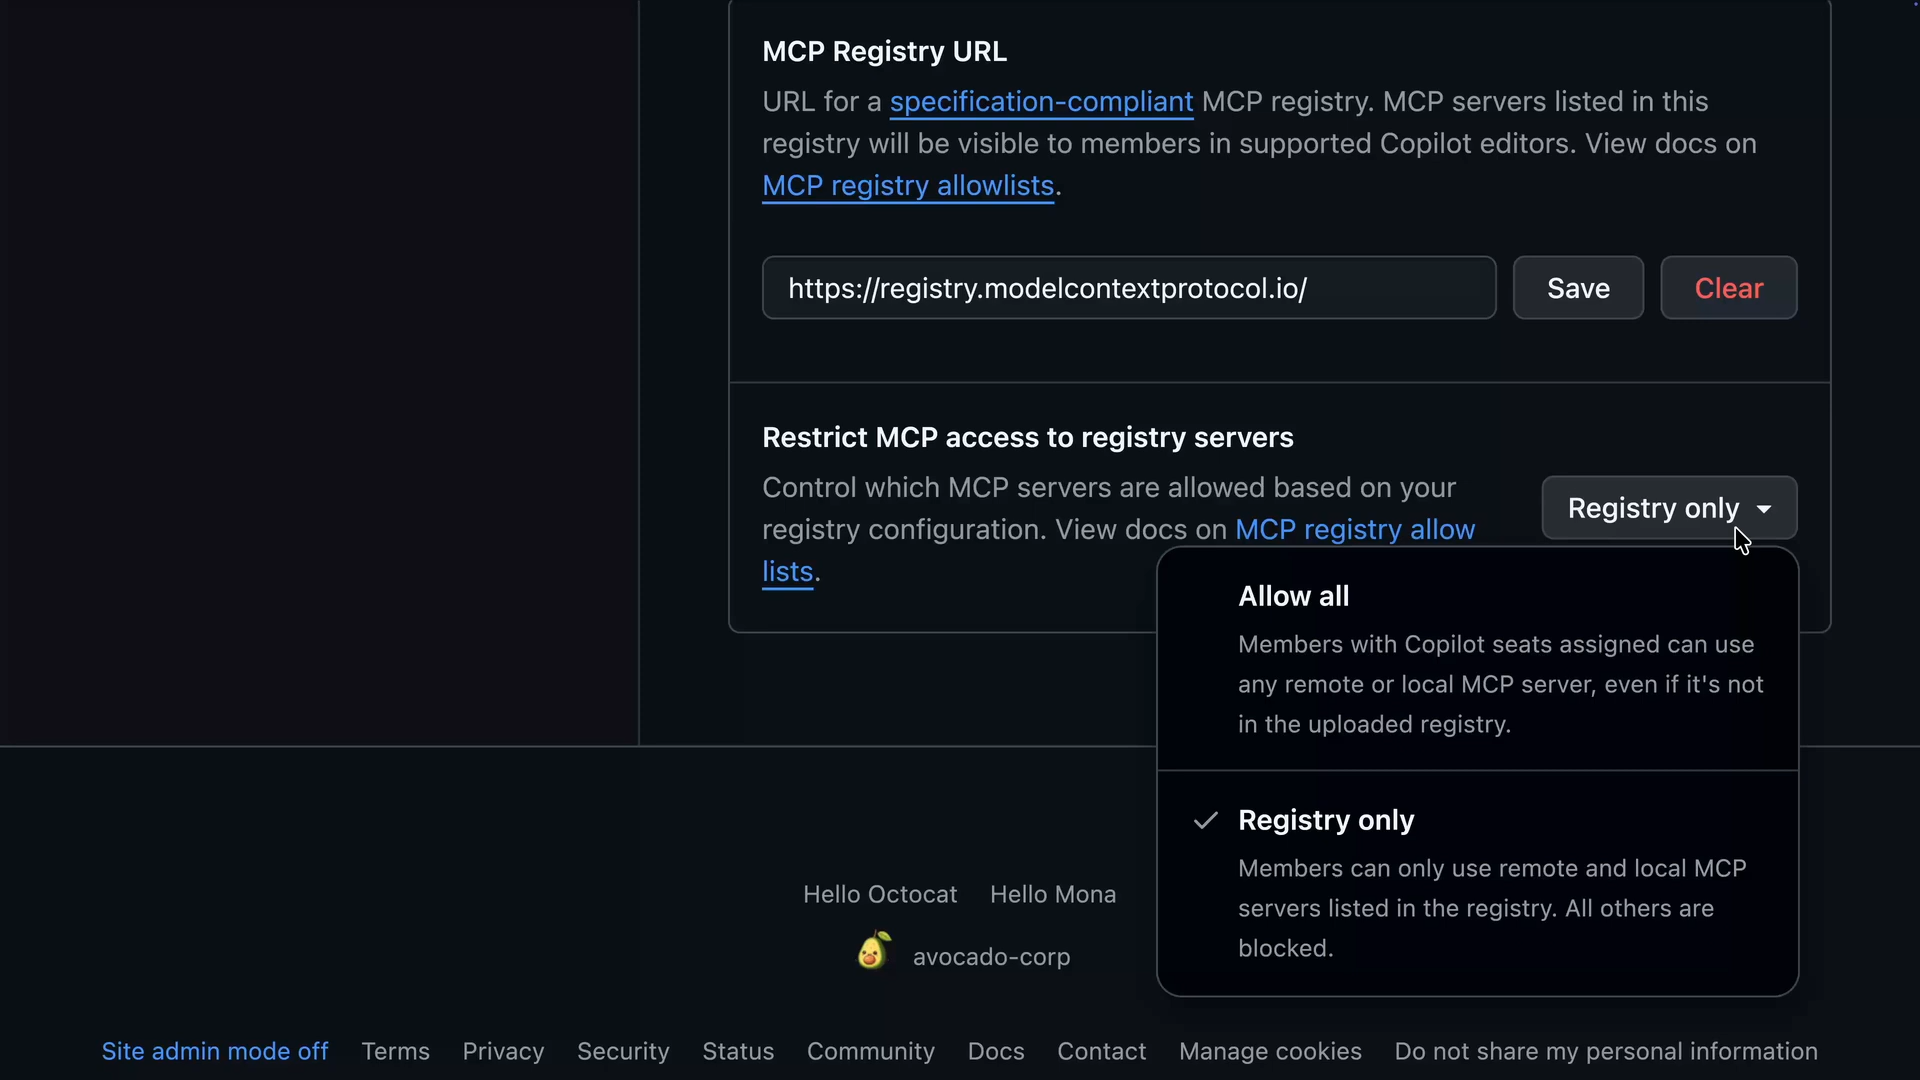 MCP Registry URL
URL for a specification-compliant MCP registry. MCP servers listed in this
registry will be visible to members in supported Copilot editors. View docs on
MCP registry allowlists.
https://registry.modelcontextprotocol.io/
Save
Clear
Restrict MCP access to registry servers
Control which MCP servers are allowed based on your
registry configuration. View docs on MCP registry allow
lists.
Registry only
Allow all
Members with Copilot seats assigned can use
any remote or local MCP server, even if it's not
in the uploaded registry.
Registry only
Members can only use remote and local MCP
servers listed in the registry. All others are
blocked.
Hello Octocat Hello Mona
avocado-corp
Site admin mode off Terms Privacy Security Status Community Docs Contact Manage cookies Do not share my personal information